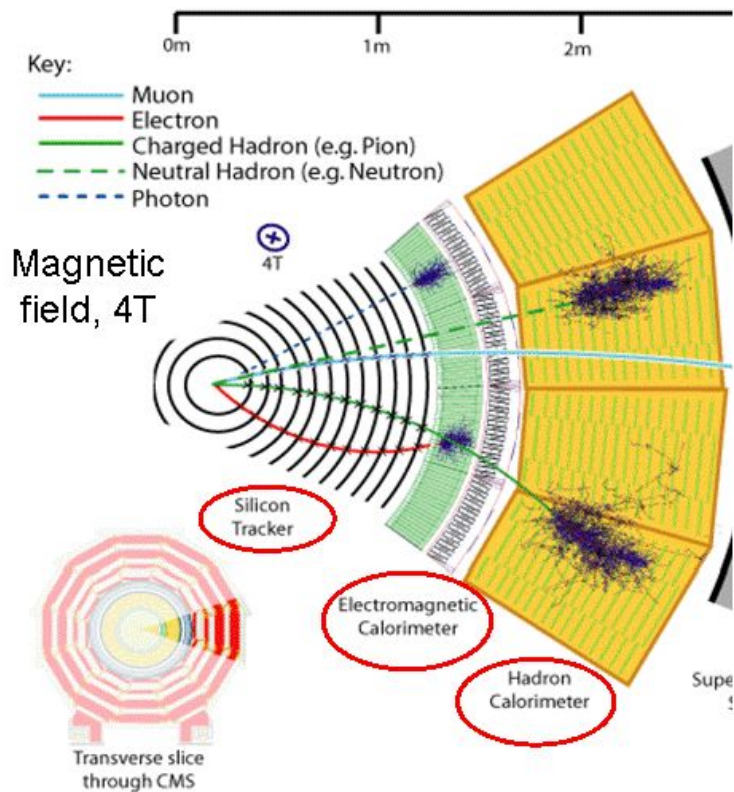 0m 1m 2m
Key:
Muon
Electron
Charged Hadron (e.g. Pion)
Neutral Hadron (e.g. Neutron)
Photon
4T
Magnetic
field, 4T
Silicon
Tracker
Electromagnetic
Calorimeter
Hadron
Calorimeter
Supe
S
Transverse slice
through CMS